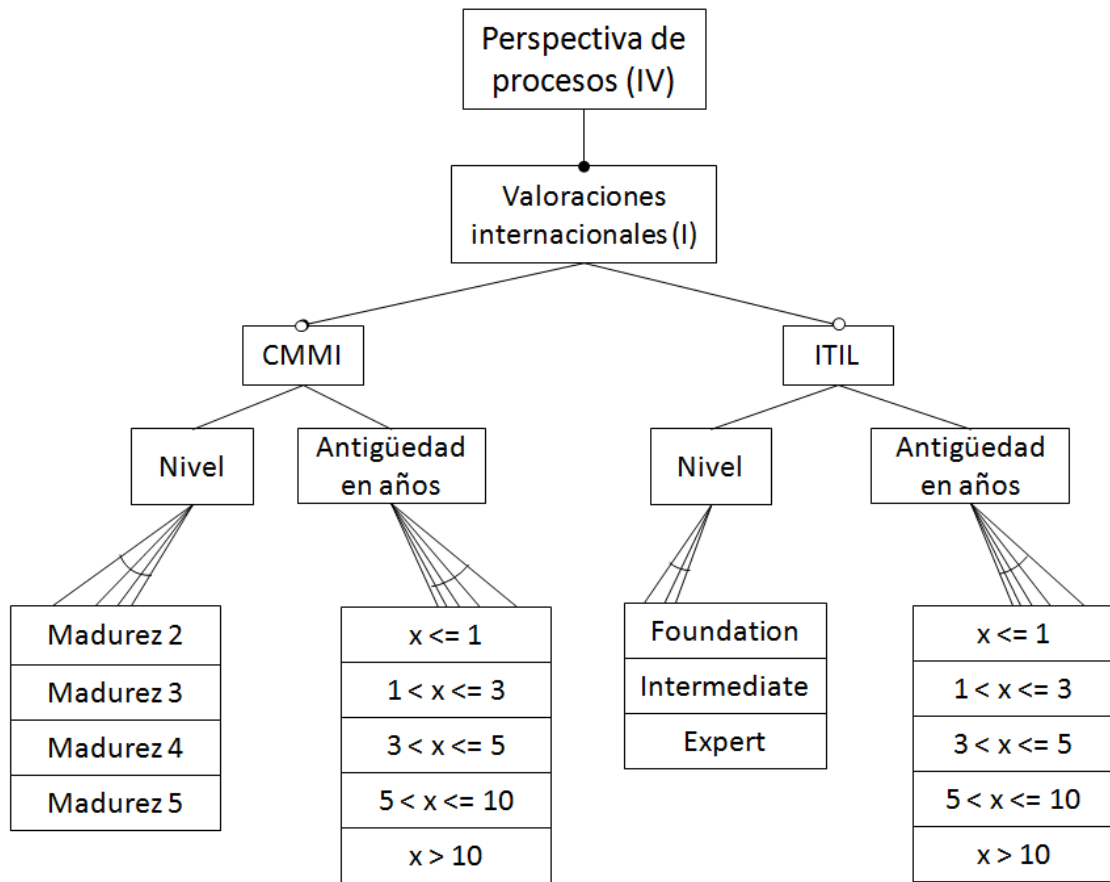 Perspectiva de
procesos (IV)
Valoraciones
internacionales (I)
CMMI
ITIL
Nivel
Antigüedad
en años
Nivel
Antigüedad
en años
Madurez 2
Madurez 3
Madurez 4
Madurez 5
x <= 1
1 < x <= 3
3 < x <= 5
5 < x <= 10
x > 10
Foundation
Intermediate
Expert
x <= 1
1 < x <= 3
3 < x <= 5
5 < x <= 10
x > 10